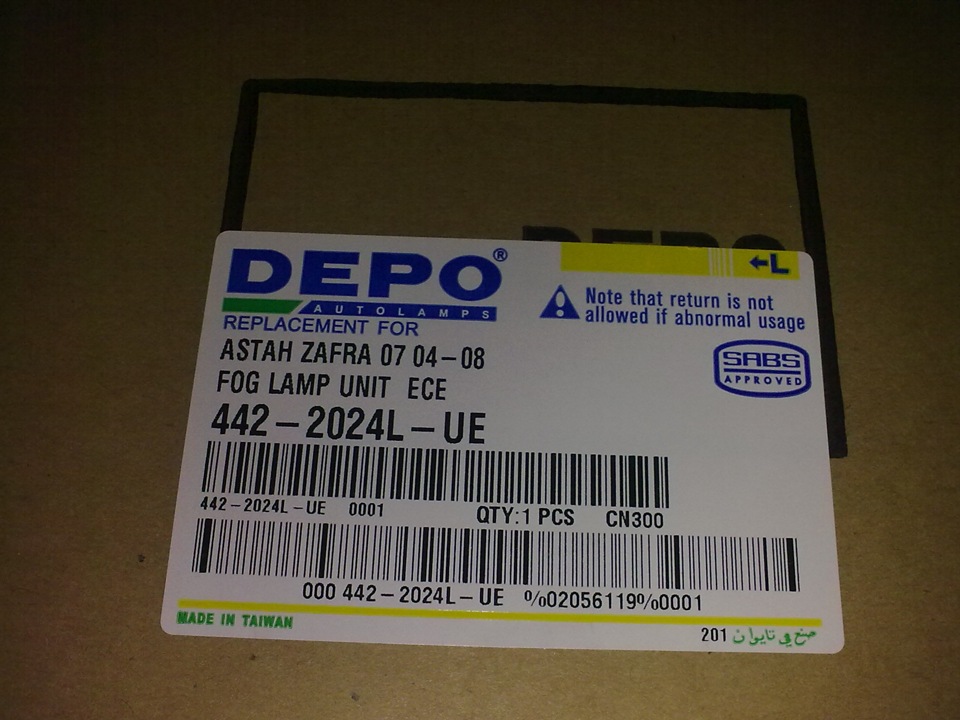 DEPO
DEPO®
AUTOLAMPS
REPLACEMENT FOR
←L
Note that return is not
allowed if abnormal usage
SABS
APPROVED
ASTAH ZAFRA 07 04-08
FOG LAMP UNIT ECE
442-2024L-UE
442-2024L-UE 0001 QTY:1 PCS CN300
000 442-2024L-UE %02056119%0001
MADE IN TAIWAN
201 صنع في تايوان